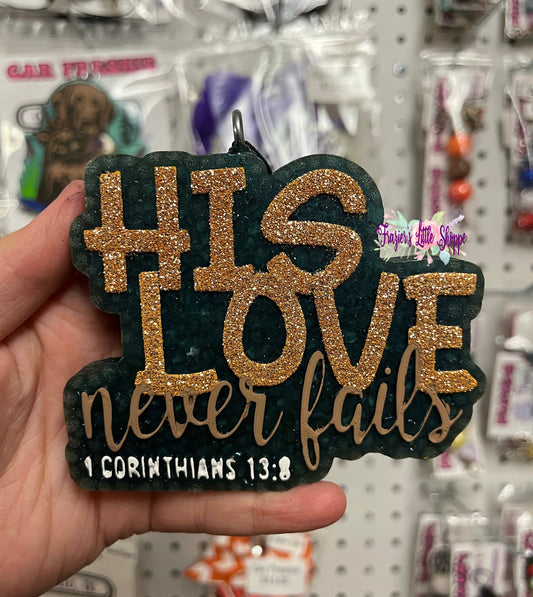 CAR FRESHIE
HIS
LOVE
never fails
1 CORINTHIANS 13:8
Frazier's Little Shoppe